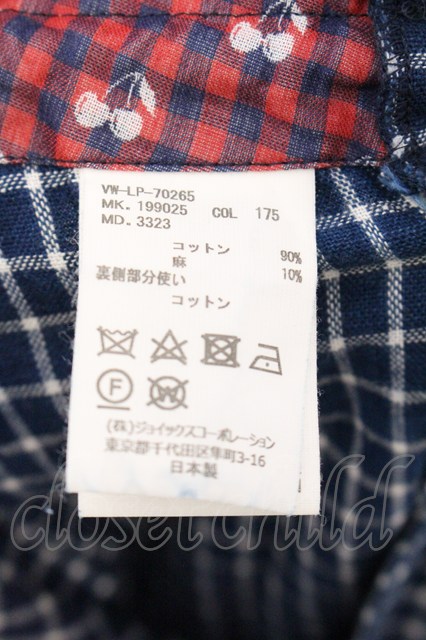 VW-LP-70265
MK. 199025 COL 175
MD. 3323
コットン 90%
麻 10%
裏側部分使い
コットン
F W
(株)ジョイックスコーポレーション
東京都千代田区隼町3-16
日本製
closet child